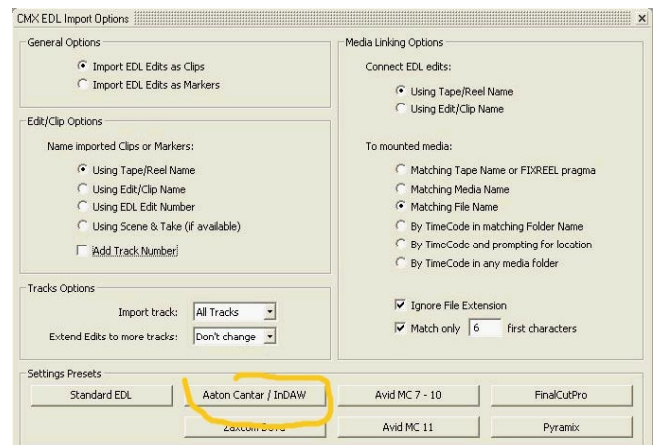 CMX EDL Import Options
General Options
Import EDL Edits as Clips
Import EDL Edits as Markers
Edit/Clip Options
Name imported Clips or Markers:
Using Tape/Reel Name
Using Edit/Clip Name
Using EDL Edit Number
Using Scene & Take (if available)
Add Track Number
Tracks Options
Import track: All Tracks
Extend Edits to more tracks: Don't change
Media Linking Options
Connect EDL edits:
Using Tape/Reel Name
Using Edit/Clip Name
To mounted media:
Matching Tape Name or FIXREEL pragma
Matching Media Name
Matching File Name
By TimeCode in matching Folder Name
By TimeCode and prompting for location
By TimeCode in any media folder
Ignore File Extension
Match only 6 first characters
Settings Presets
Standard EDL Aaton Cantar / InDAW Avid MC 7 - 10 FinalCutPro
Zaxcom Avid MC 11 Pyramix